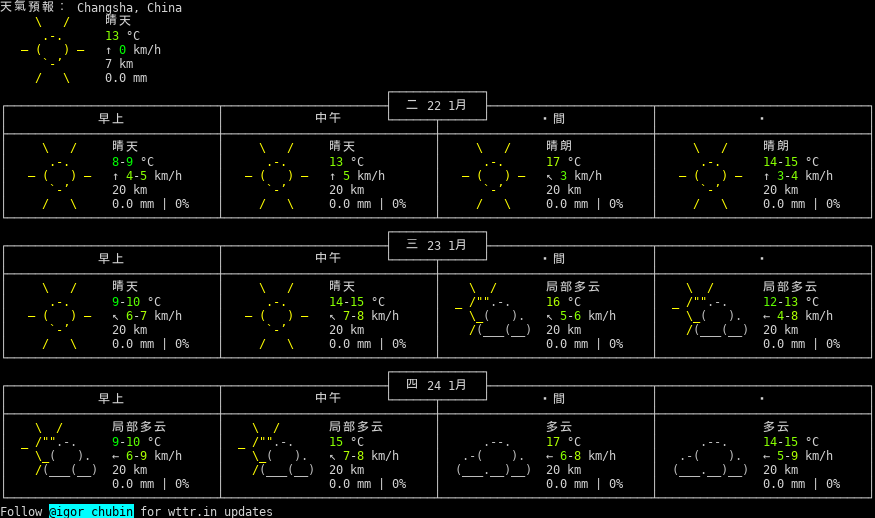 天氣預報： Changsha, China
晴天
13 °C
↑ 0 km/h
7 km
0.0 mm
二 22 1月
早上 中午 ・間 ・
晴天 晴天 晴朗 晴朗
8-9 °C 13 °C 17 °C 14-15 °C
↑ 4-5 km/h ↑ 5 km/h ↖ 3 km/h ↑ 3-4 km/h
20 km 20 km 20 km 20 km
0.0 mm | 0% 0.0 mm | 0% 0.0 mm | 0% 0.0 mm | 0%
三 23 1月
早上 中午 ・間 ・
晴天 晴天 局部多云 局部多云
9-10 °C 14-15 °C 16 °C 12-13 °C
↖ 6-7 km/h ↖ 7-8 km/h ↖ 5-6 km/h ← 4-8 km/h
20 km 20 km 20 km 20 km
0.0 mm | 0% 0.0 mm | 0% 0.0 mm | 0% 0.0 mm | 0%
四 24 1月
早上 中午 ・間 ・
局部多云 局部多云 多云 多云
9-10 °C 15 °C 17 °C 14-15 °C
← 6-9 km/h ↖ 7-8 km/h ← 6-8 km/h ← 5-9 km/h
20 km 20 km 20 km 20 km
0.0 mm | 0% 0.0 mm | 0% 0.0 mm | 0% 0.0 mm | 0%
Follow @igor_chubin for wttr.in updates